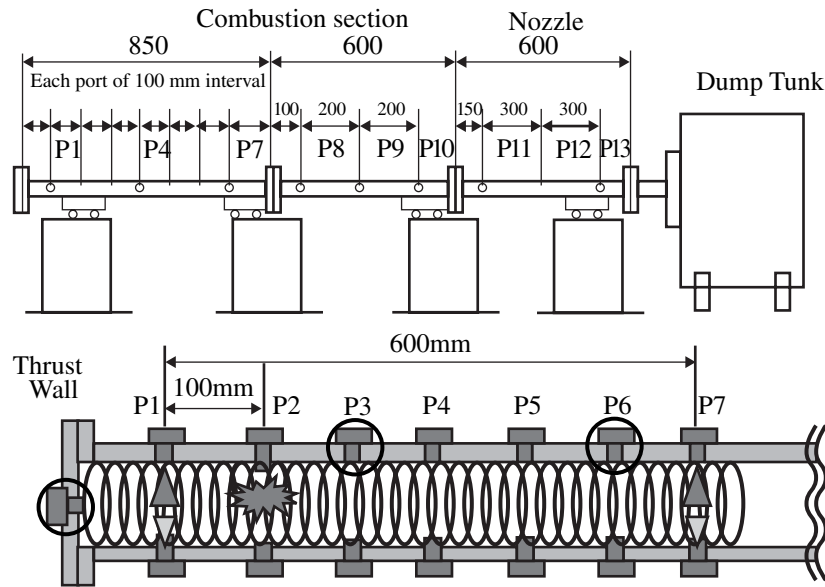 Combustion section
Nozzle
850
600
600
Each port of 100 mm interval
Dump Tunk
100
200
200
150
300
300
P1
P4
P7
P8
P9
P10
P11
P12
P13
600mm
Thrust
Wall
100mm
P1
P2
P3
P4
P5
P6
P7